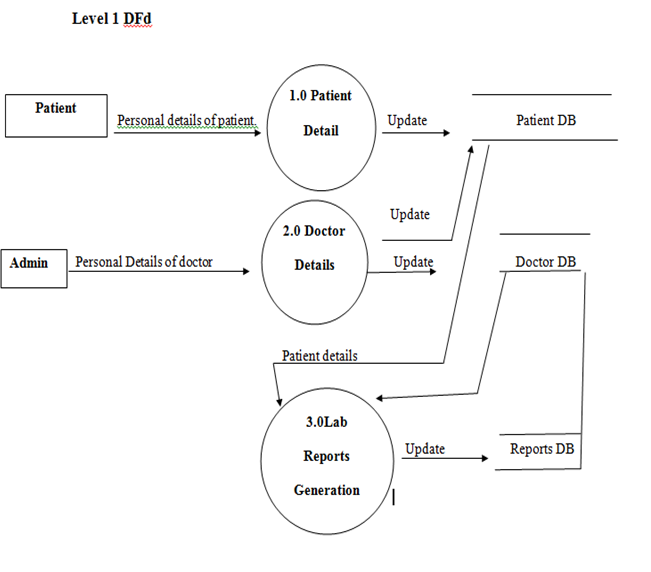 Level 1 DFd
Patient
Personal details of patient.
1.0 Patient
Detail
Update
Patient DB
Update
2.0 Doctor
Details
Admin
Personal Details of doctor
Update
Doctor DB
Patient details
3.0Lab
Reports
Generation
Update
Reports DB